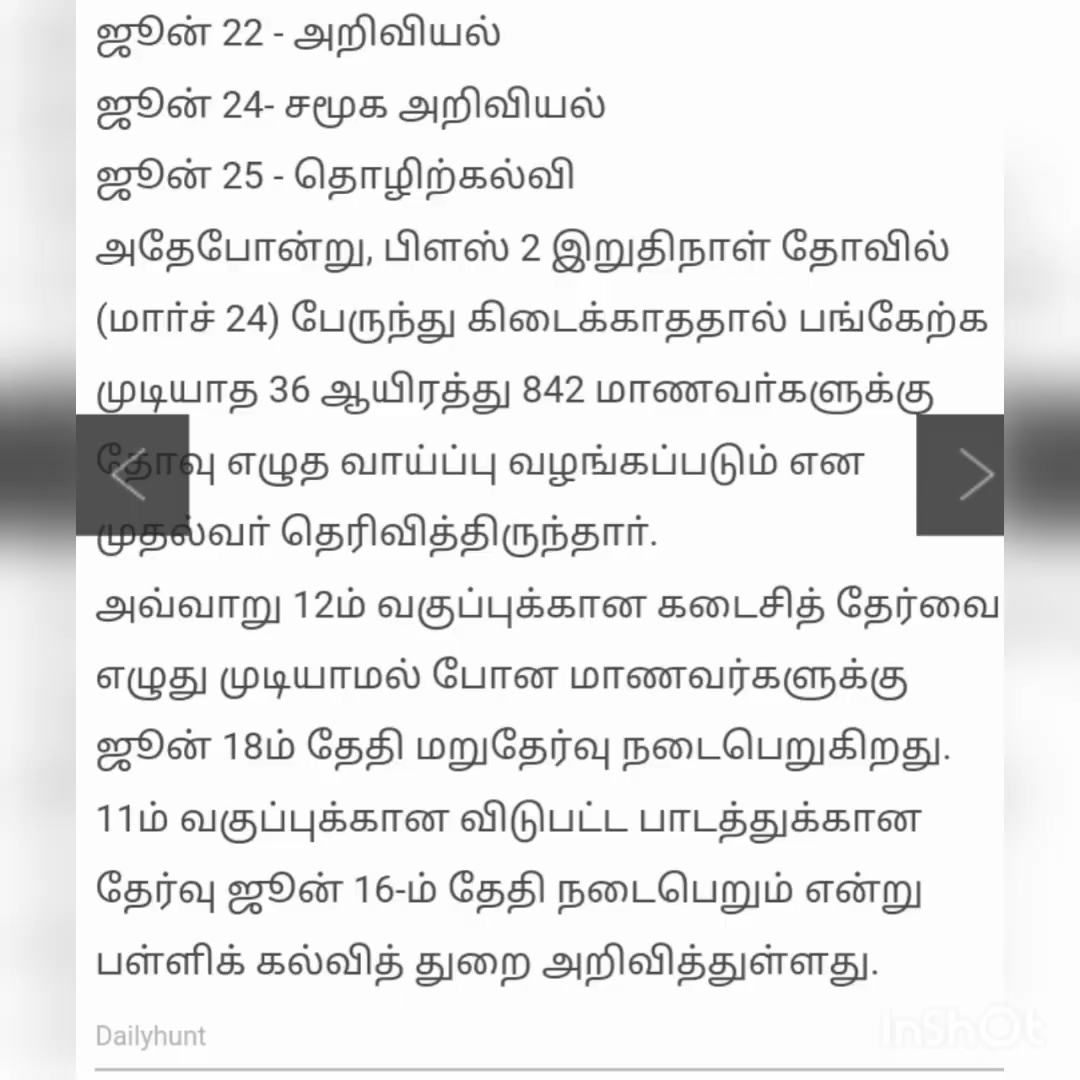 ஜூன் 22 - அறிவியல்
ஜூன் 24- சமூக அறிவியல்
ஜூன் 25 - தொழிற்கல்வி
அதேபோன்று, பிளஸ் 2 இறுதிநாள் தோவில்
(மார்ச் 24) பேருந்து கிடைக்காததால் பங்கேற்க
முடியாத 36 ஆயிரத்து 842 மாணவர்களுக்கு
தோவு எழுத வாய்ப்பு வழங்கப்படும் என
முதல்வர் தெரிவித்திருந்தார்.
அவ்வாறு 12ம் வகுப்புக்கான கடைசித் தேர்வை
எழுது முடியாமல் போன மாணவர்களுக்கு
ஜூன் 18ம் தேதி மறுதேர்வு நடைபெறுகிறது.
11ம் வகுப்புக்கான விடுபட்ட பாடத்துக்கான
தேர்வு ஜூன் 16-ம் தேதி நடைபெறும் என்று
பள்ளிக் கல்வித் துறை அறிவித்துள்ளது.
Dailyhunt
InShOt